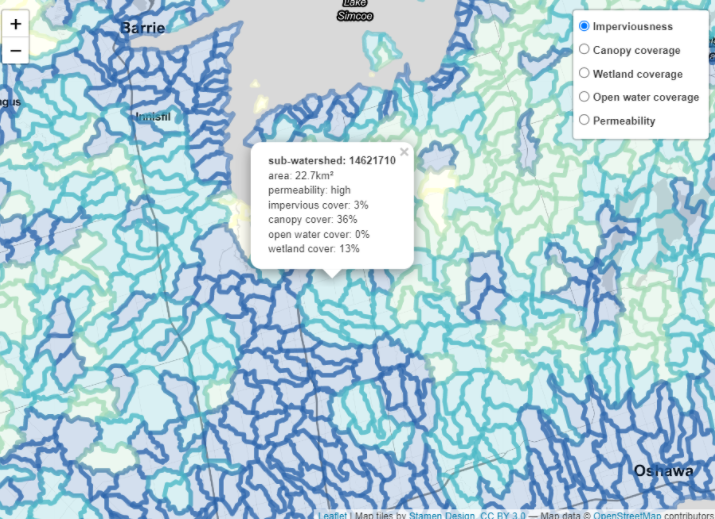 +
−
Barrie
Lake
Simcoe
Innisfil
Imperviousness
Canopy coverage
Wetland coverage
Open water coverage
Permeability
×
sub-watershed: 14621710
area: 22.7km²
permeability: high
impervious cover: 3%
canopy cover: 36%
open water cover: 0%
wetland cover: 13%
Oshawa
Leaflet | Map tiles by Stamen Design, CC BY 3.0 — Map data © OpenStreetMap contributors